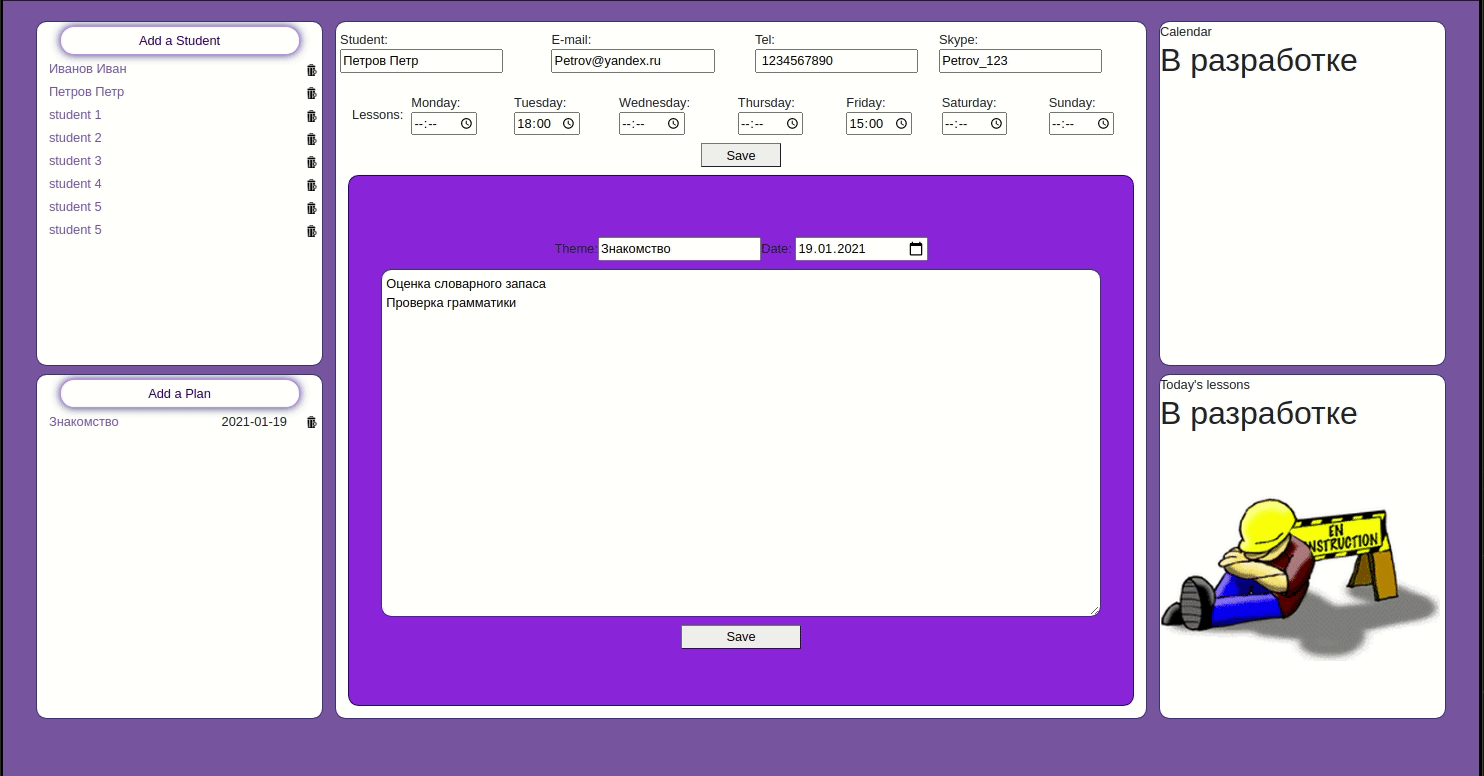 Add a Student
Иванов Иван
Петров Петр
student 1
student 2
student 3
student 4
student 5
student 5
Add a Plan
Знакомство 2021-01-19
Student: E-mail: Tel: Skype:
Петров Петр Petrov@yandex.ru 1234567890 Petrov_123
Monday: Tuesday: Wednesday: Thursday: Friday: Saturday: Sunday:
Lessons: --:-- 18:00 --:-- --:-- 15:00 --:-- --:--
Save
Theme: Знакомство Date: 19.01.2021
Оценка словарного запаса
Проверка грамматики
Save
Calendar
В разработке
Today's lessons
В разработке
EN
NSTRUCTION